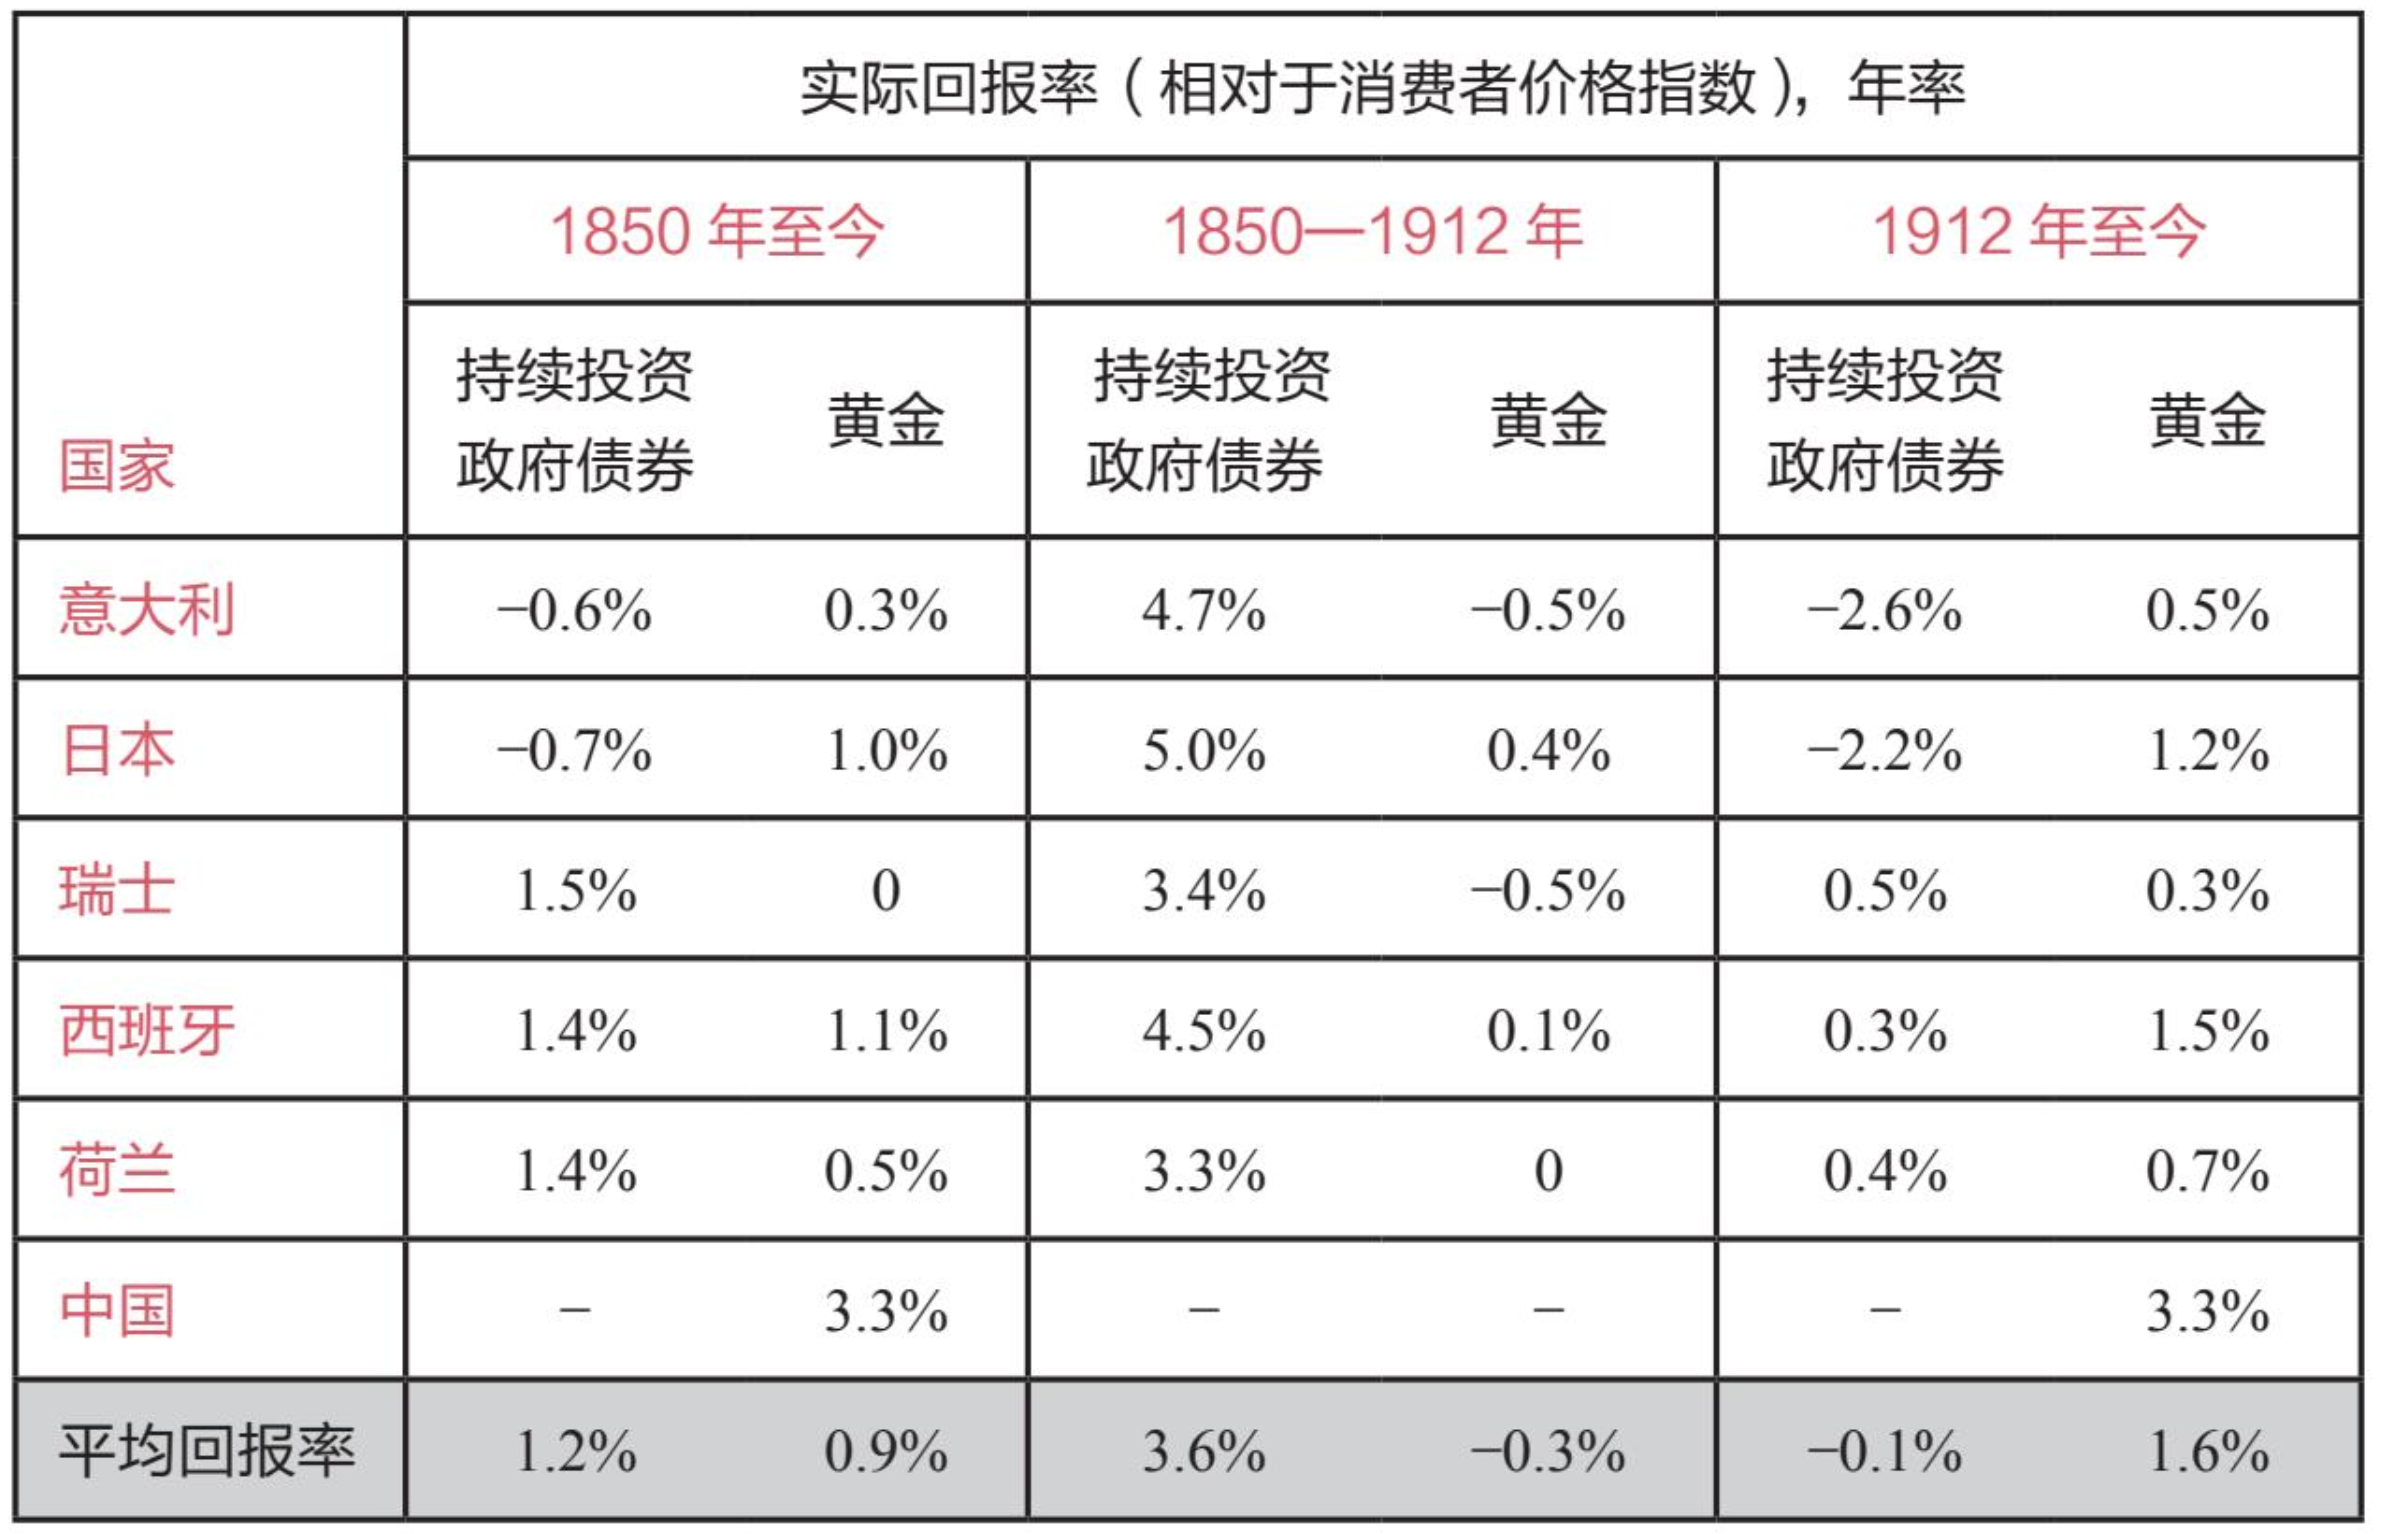 实际回报率（相对于消费者价格指数），年率
1850 年至今 1850—1912 年 1912 年至今
国家 持续投资政府债券 黄金 持续投资政府债券 黄金 持续投资政府债券 黄金
意大利 −0.6% 0.3% 4.7% −0.5% −2.6% 0.5%
日本 −0.7% 1.0% 5.0% 0.4% −2.2% 1.2%
瑞士 1.5% 0 3.4% −0.5% 0.5% 0.3%
西班牙 1.4% 1.1% 4.5% 0.1% 0.3% 1.5%
荷兰 1.4% 0.5% 3.3% 0 0.4% 0.7%
中国 − 3.3% − − − 3.3%
平均回报率 1.2% 0.9% 3.6% −0.3% −0.1% 1.6%